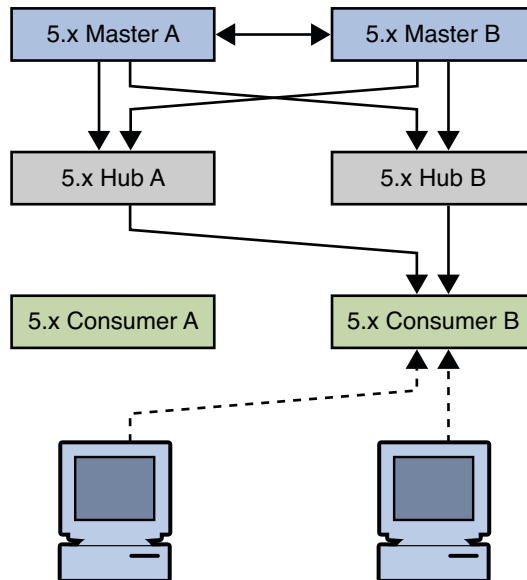 5.x Master A
5.x Master B
5.x Hub A
5.x Hub B
5.x Consumer A
5.x Consumer B